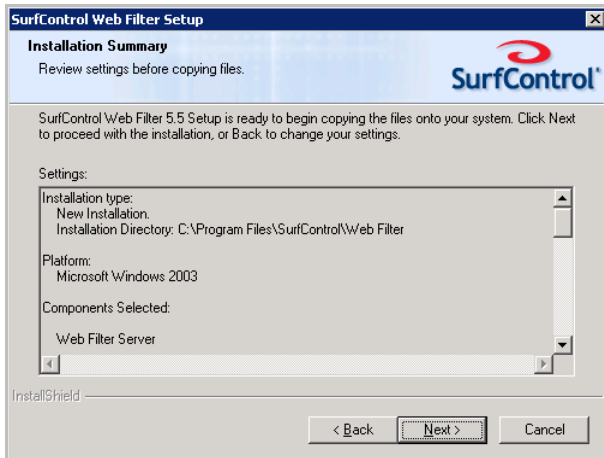 SurfControl Web Filter Setup
Installation Summary
Review settings before copying files.
SurfControl
SurfControl Web Filter 5.5 Setup is ready to begin copying the files onto your system. Click Next
to proceed with the installation, or Back to change your settings.
Settings:
Installation type:
New Installation.
Installation Directory: C:\Program Files\SurfControl\Web Filter
Platform:
Microsoft Windows 2003
Components Selected:
Web Filter Server
InstallShield
< Back Next > Cancel